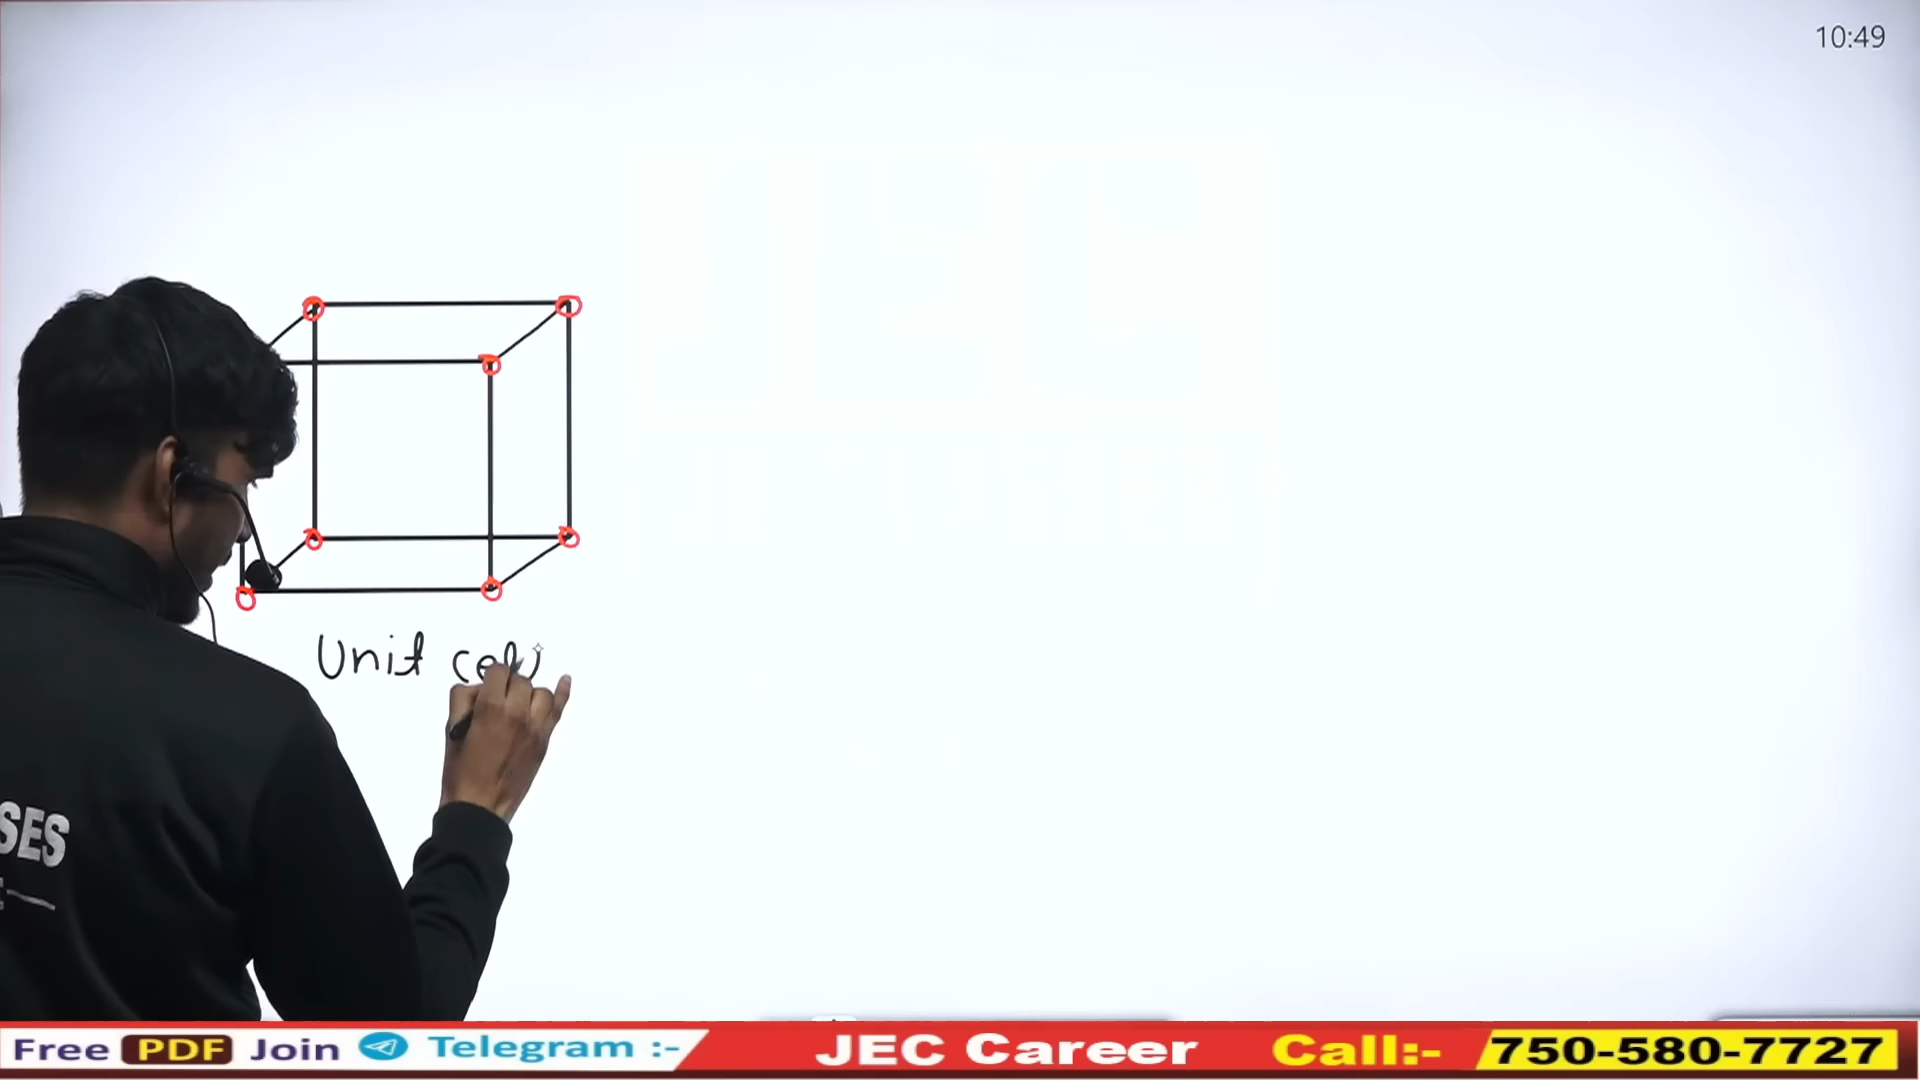 10:49
Unit cell
SES
Free PDF Join Telegram :- JEC Career Call:- 750-580-7727